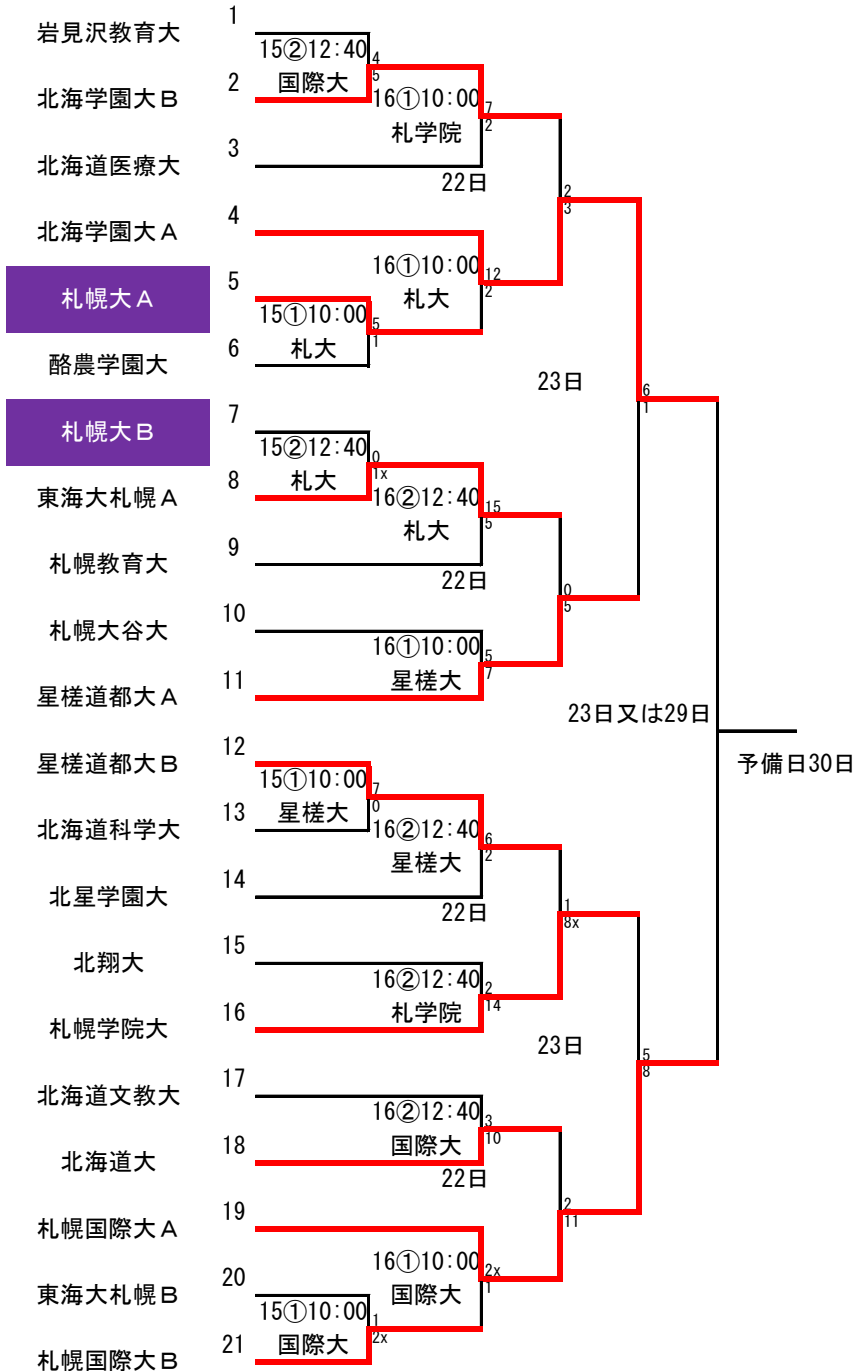 岩見沢教育大 1
15②12:40 4
国際大 5
北海学園大B 2
16①10:00 7
札学院 2
北海道医療大 3
22日
2
3
北海学園大A 4
16①10:00 12
札大 2
札幌大A 5
15①10:00 5
札大 1
酪農学園大 6
23日
6
1
札幌大B 7
15②12:40 0
札大 1x
東海大札幌A 8
16②12:40 15
札大 5
札幌教育大 9
22日
0
5
札幌大谷大 10
16①10:00 5
星槎大 7
星槎道都大A 11
23日又は29日
予備日30日
星槎道都大B 12
15①10:00 7
星槎大 0
北海道科学大 13
16②12:40 6
星槎大 2
北星学園大 14
22日
1
8x
北翔大 15
16②12:40 2
札学院 14
札幌学院大 16
23日
5
8
北海道文教大 17
16②12:40 3
国際大 10
北海道大 18
22日
2
11
札幌国際大A 19
16①10:00 2x
国際大 1
東海大札幌B 20
15①10:00 1
国際大 2x
札幌国際大B 21